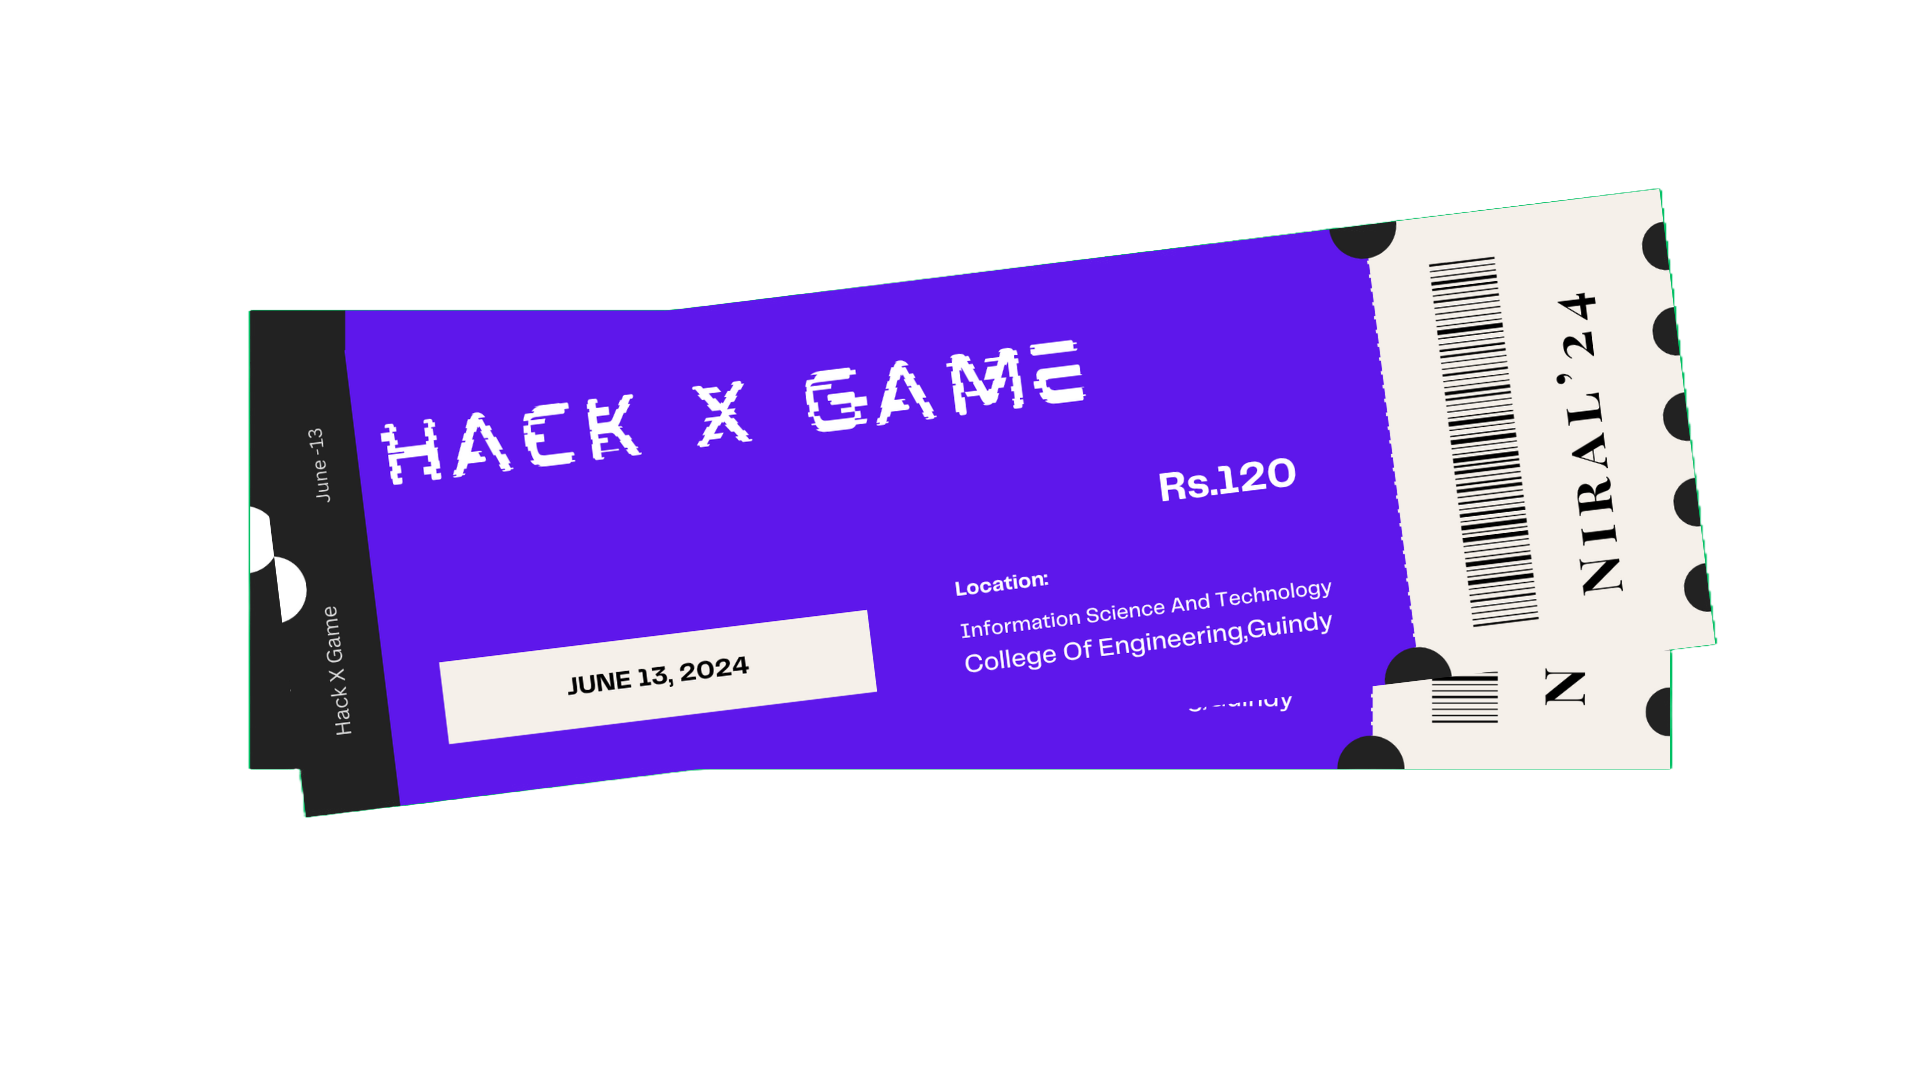 HACK X GAME
Rs.120
Location:
Information Science And Technology
College Of Engineering,Guindy
JUNE 13, 2024
June -13
Hack X Game
NIRAL’24
N